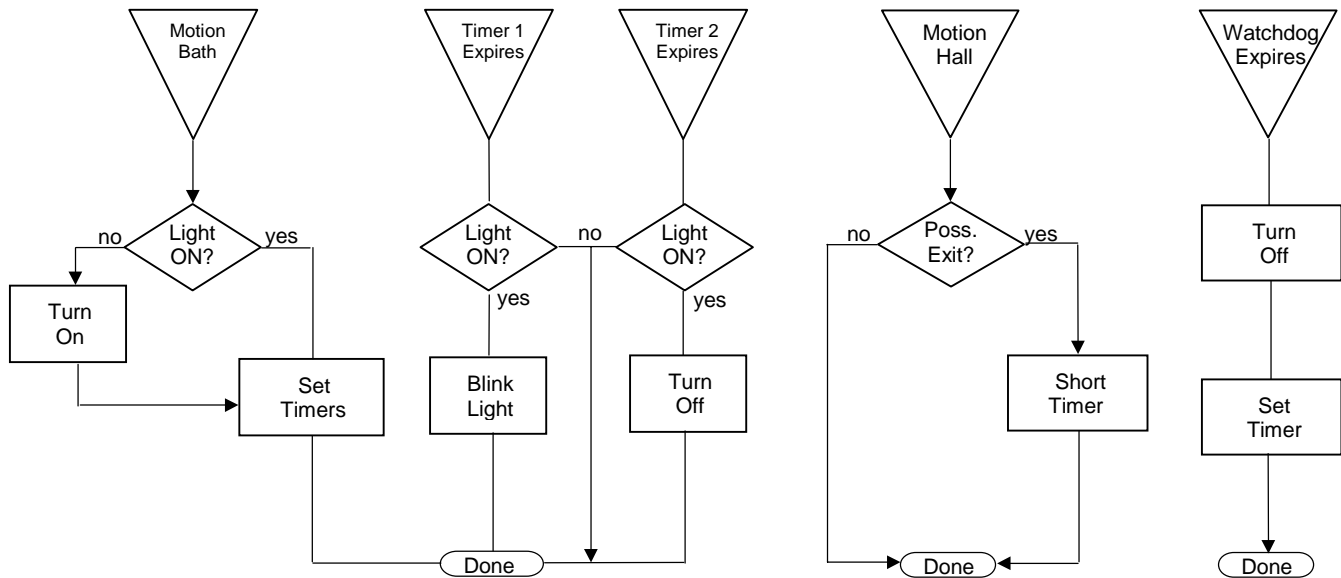 Motion
Bath
Timer 1
Expires
Timer 2
Expires
Motion
Hall
Watchdog
Expires
no
Light
ON?
yes
Light
ON?
no
Light
ON?
no
Poss.
Exit?
yes
Turn
Off
yes
yes
Turn
On
Set
Timers
Blink
Light
Turn
Off
Short
Timer
Set
Timer
Done
Done
Done